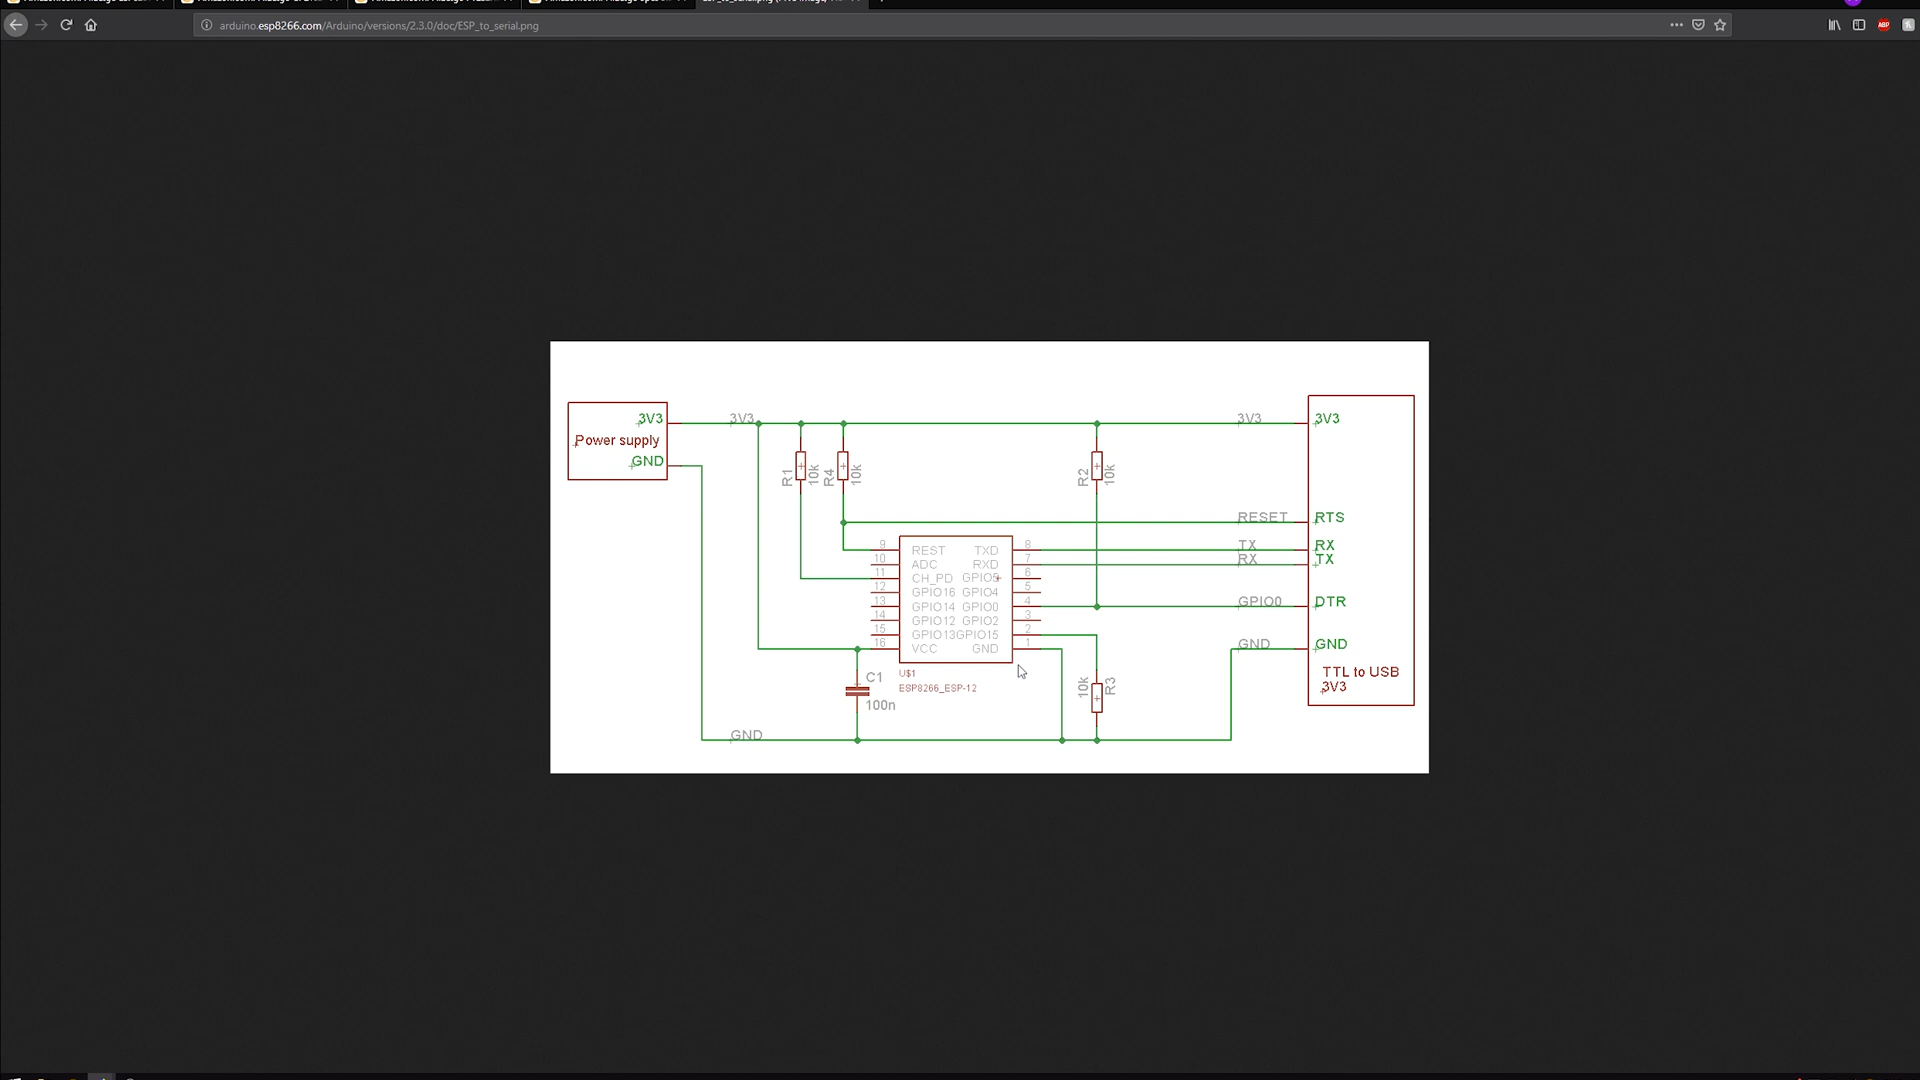 arduino.esp8266.com/Arduino/versions/2.3.0/doc/ESP_to_serial.png
ABP
3V3
Power supply
GND
3V3
R1
10k
R4
10k
R2
10k
3V3
3V3
RESET
RTS
TX
RX
RX
TX
GPIO0
DTR
GND
GND
TTL to USB
3V3
9 REST TXD 8
10 ADC RXD 7
11 CH_PD GPIO5 6
12 GPIO16 GPIO4 5
13 GPIO14 GPIO0 4
14 GPIO12 GPIO2 3
15 GPIO13 GPIO15 2
16 VCC GND 1
U$1
ESP8266_ESP-12
C1
100n
10k
R3
GND